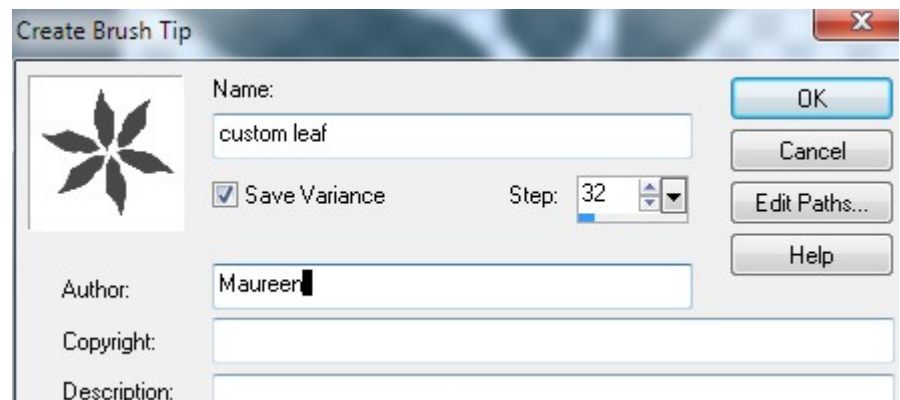 Create Brush Tip
Name:
custom leaf
Save Variance
Step: 32
Author: Maureen
Copyright:
Description:
OK
Cancel
Edit Paths...
Help